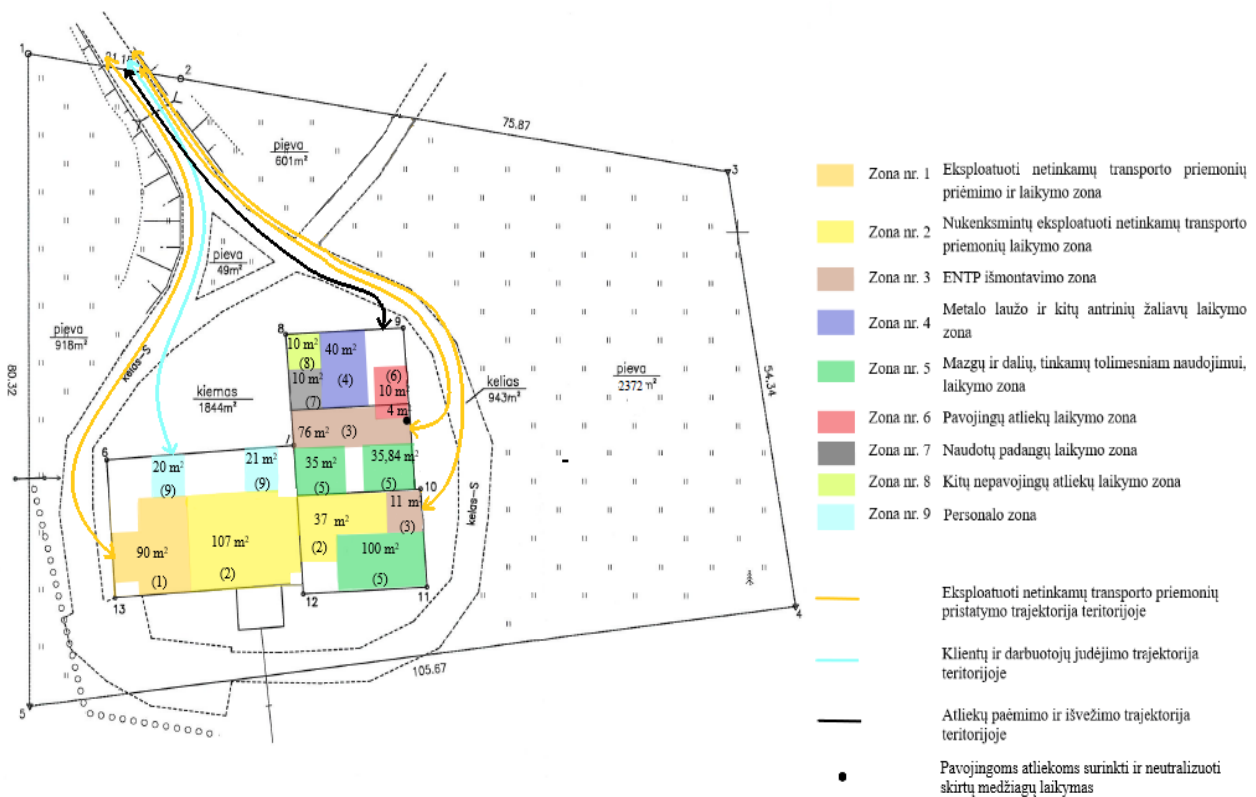 1
21.15
2
75.87
3
pieva
601m²
pieva
49m²
pieva
918m²
kelas-S
80.32
8
9
10 m²
40 m²
(8)
(6)
10 m²
(4)
10 m²
(7)
4 m²
kiemas
1844m²
kelias
943m²
pieva
2372 m²
54.34
76 m²
(3)
7
6
20 m²
21 m²
35 m²
35,84 m²
(9)
(9)
(5)
(5)
10
11 m
37 m²
(3)
kelas-S
90 m²
107 m²
(2)
100 m²
(1)
(2)
(5)
13
12
11
4
105.67
5
Zona nr. 1 Eksploatuoti netinkamų transporto priemonių
priėmimo ir laikymo zona
Zona nr. 2 Nukenksmintų eksploatuoti netinkamų transporto
priemonių laikymo zona
Zona nr. 3 ENTP išmontavimo zona
Zona nr. 4 Metalo laužo ir kitų antrinių žaliavų laikymo
zona
Zona nr. 5 Mazgų ir dalių, tinkamų tolimesniam naudojimui,
laikymo zona
Zona nr. 6 Pavojingų atliekų laikymo zona
Zona nr. 7 Naudotų padangų laikymo zona
Zona nr. 8 Kitų nepavojingų atliekų laikymo zona
Zona nr. 9 Personalo zona
Eksploatuoti netinkamų transporto priemonių
pristatymo trajektorija teritorijoje
Klientų ir darbuotojų judėjimo trajektorija
teritorijoje
Atliekų paėmimo ir išvežimo trajektorija
teritorijoje
Pavojingoms atliekoms surinkti ir neutralizuoti
skirtų medžiagų laikymas